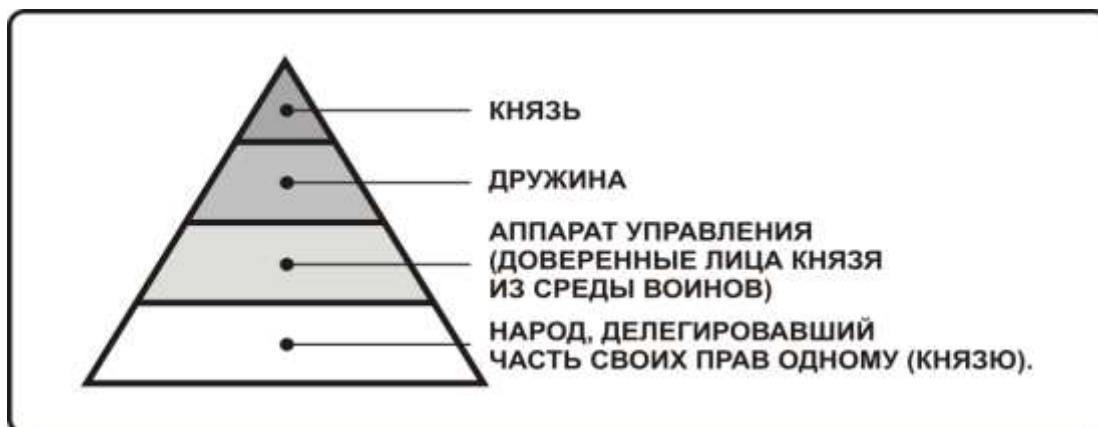 КНЯЗЬ
ДРУЖИНА
АППАРАТ УПРАВЛЕНИЯ
(ДОВЕРЕННЫЕ ЛИЦА КНЯЗЯ
ИЗ СРЕДЫ ВОИНОВ)
НАРОД, ДЕЛЕГИРОВАВШИЙ
ЧАСТЬ СВОИХ ПРАВ ОДНОМУ (КНЯЗЮ).